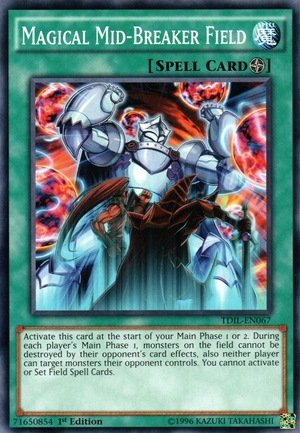 MAGICAL MID-BREAKER FIELD
魔
[SPELL CARD]
TDIL-EN067
Activate this card at the start of your Main Phase 1 or 2. During
each player's Main Phase 1, monsters on the field cannot be
destroyed by their opponent's card effects, also neither player
can target monsters their opponent controls. You cannot activate
or Set Field Spell Cards.
71650854 1st Edition ©1996 KAZUKI TAKAHASHI